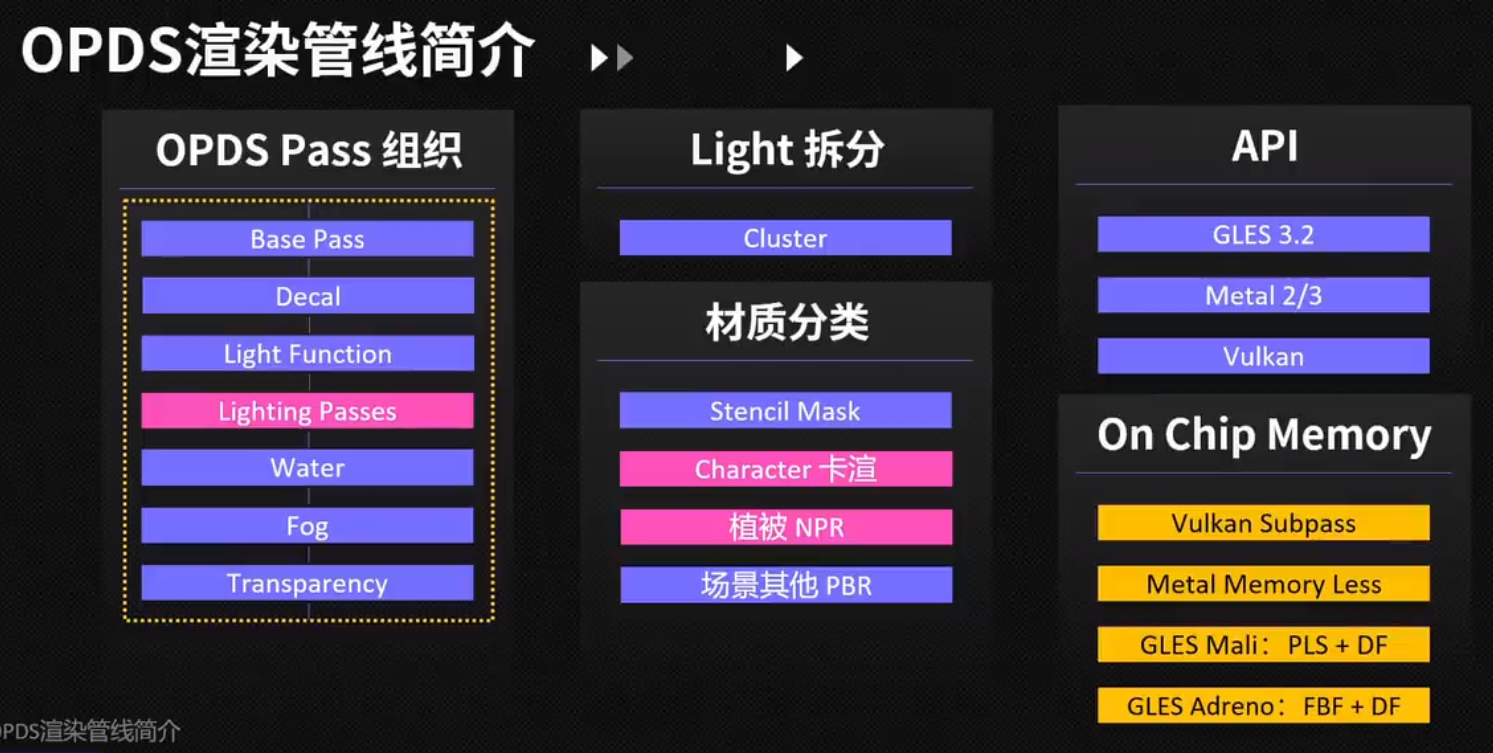 OPDS渲染管线简介
OPDS Pass 组织
Base Pass
Decal
Light Function
Lighting Passes
Water
Fog
Transparency
Light 拆分
Cluster
材质分类
Stencil Mask
Character 卡渲
植被 NPR
场景其他 PBR
API
GLES 3.2
Metal 2/3
Vulkan
On Chip Memory
Vulkan Subpass
Metal Memory Less
GLES Mali：PLS + DF
GLES Adreno：FBF + DF
OPDS渲染管线简介